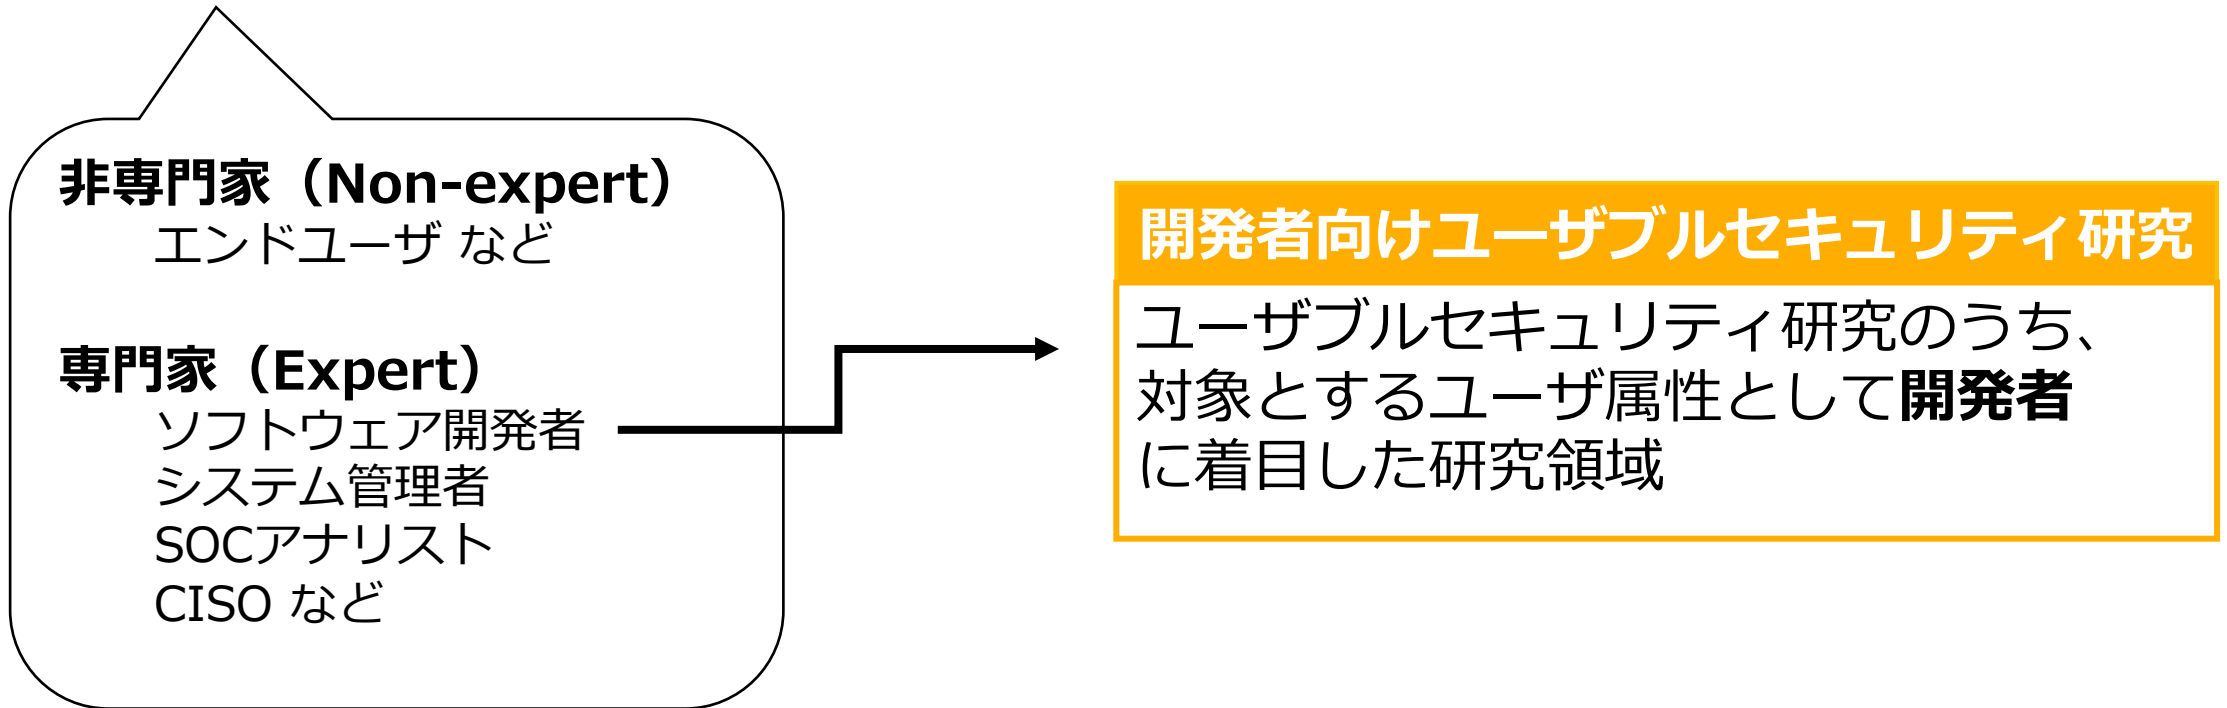 非専門家（Non-expert）
エンドユーザ など
専門家（Expert）
ソフトウェア開発者
システム管理者
SOCアナリスト
CISO など
開発者向けユーザブルセキュリティ研究
ユーザブルセキュリティ研究のうち、
対象とするユーザ属性として開発者
に着目した研究領域